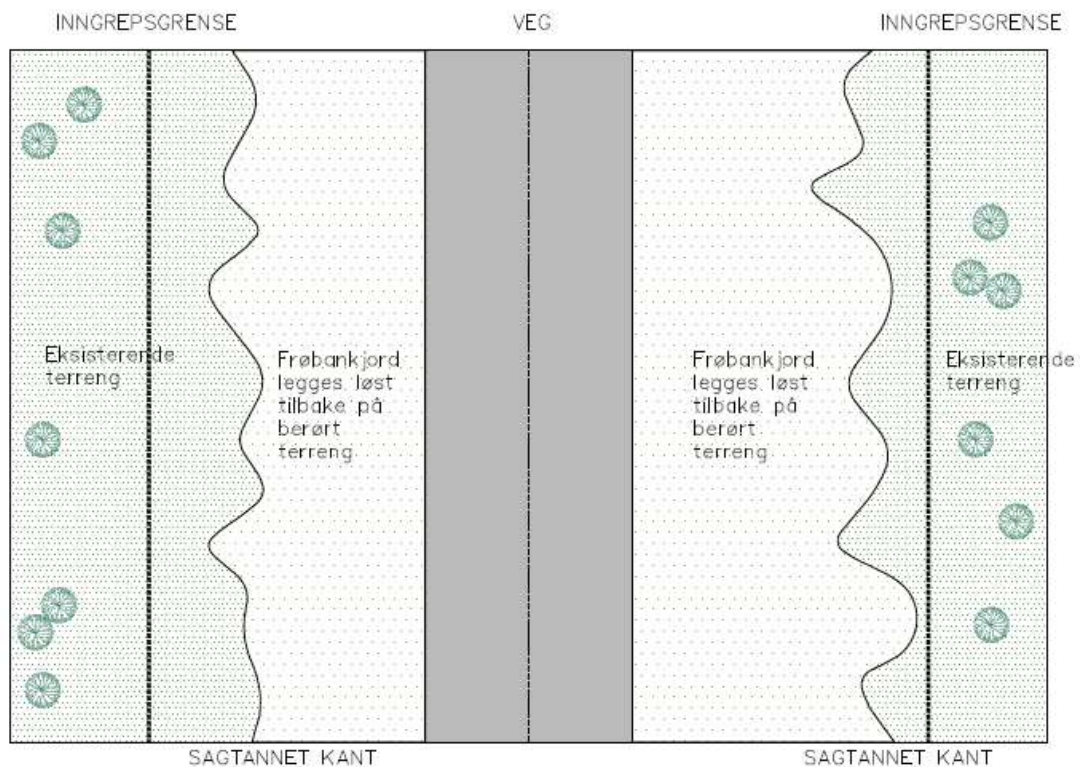 INNGREPSGRENSE
VEG
INNGREPSGRENSE
Eksisterende
terreng
Frøbankjord
legges løst
tilbake på
berørt
terreng
Frøbankjord
legges løst
tilbake på
berørt
terreng
Eksisterende
terreng
SAGTANNET KANT
SAGTANNET KANT